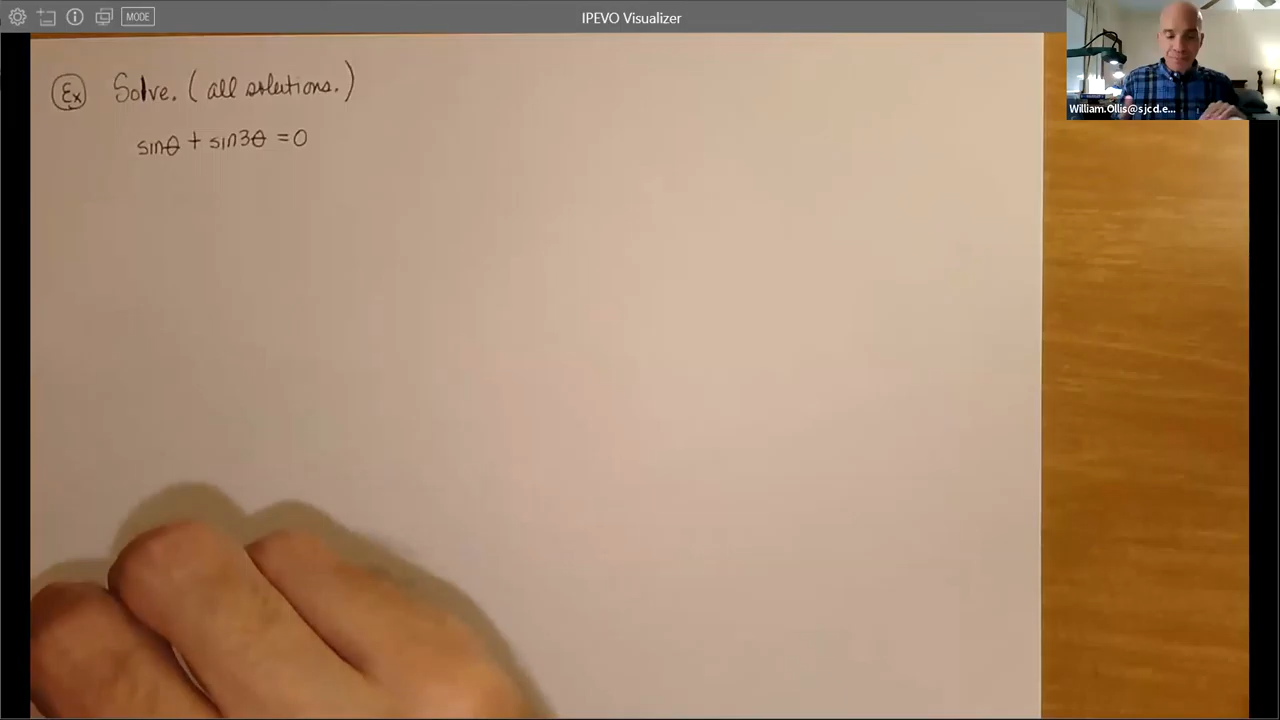 MODE
IPEVO Visualizer
William.Ollis@sjcd.e...
Ex Solve. (all solutions.)
sinθ + sin3θ = 0